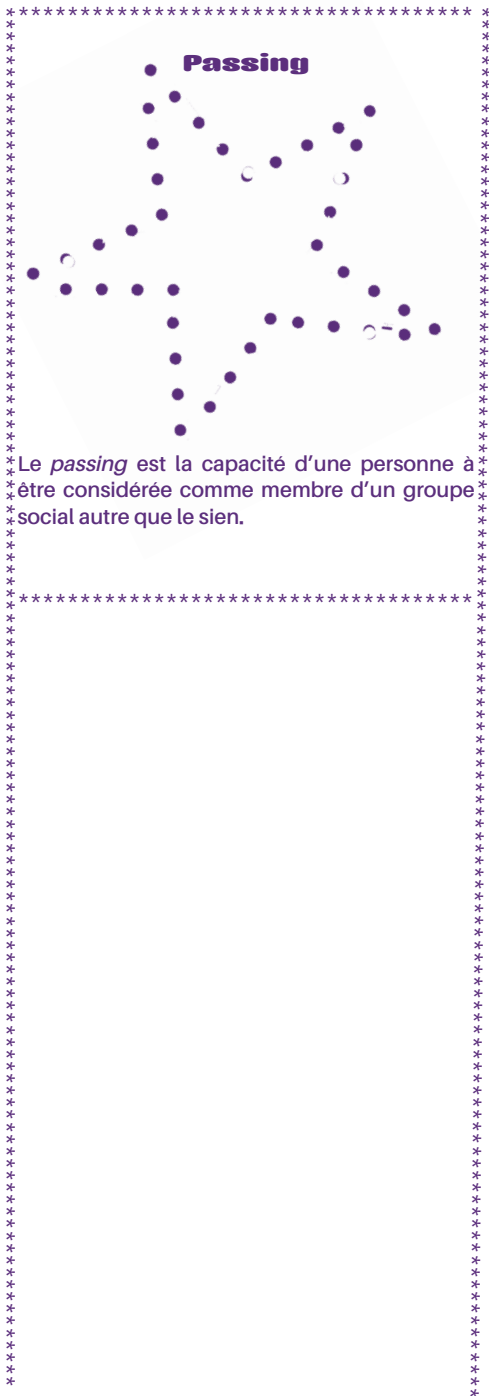 Passing
Le passing est la capacité d’une personne à
être considérée comme membre d’un groupe
social autre que le sien.